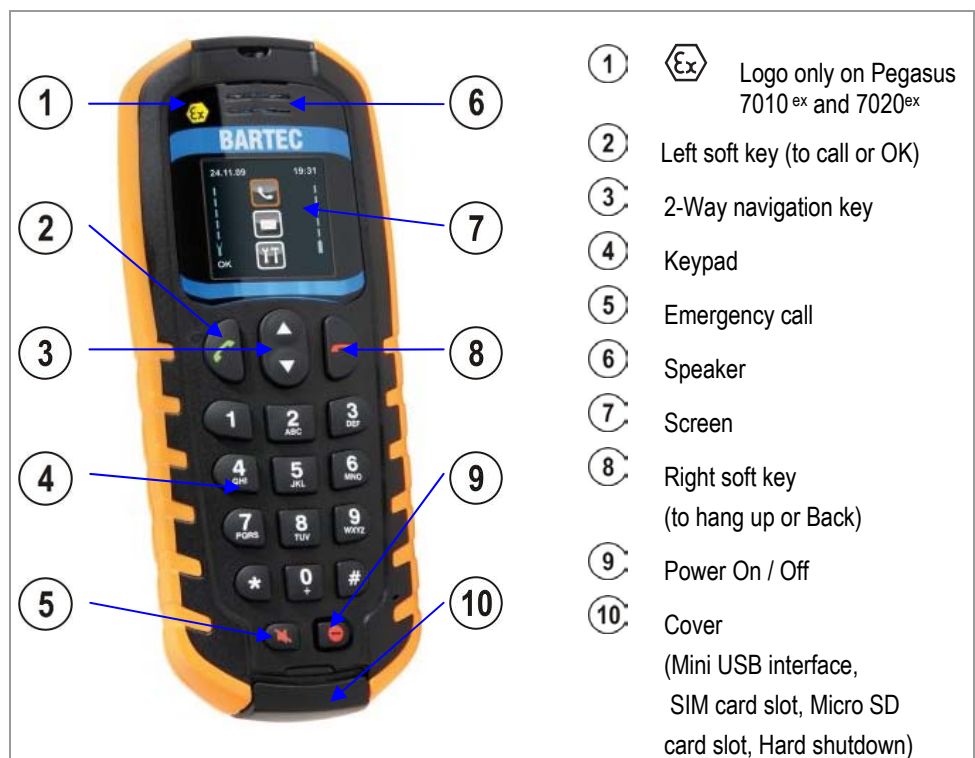 1
6
Ex
BARTEC
24.11.09 19:31
OK
2
7
3
8
1 2 ABC 3 DEF
4 GHI 5 JKL 6 MNO
4
9
7 PQRS 8 TUV 9 WXYZ
* 0 + #
5
10
1 Ex Logo only on Pegasus
7010 ex and 7020ex
2 Left soft key (to call or OK)
3 2-Way navigation key
4 Keypad
5 Emergency call
6 Speaker
7 Screen
8 Right soft key
(to hang up or Back)
9 Power On / Off
10 Cover
(Mini USB interface,
SIM card slot, Micro SD
card slot, Hard shutdown)